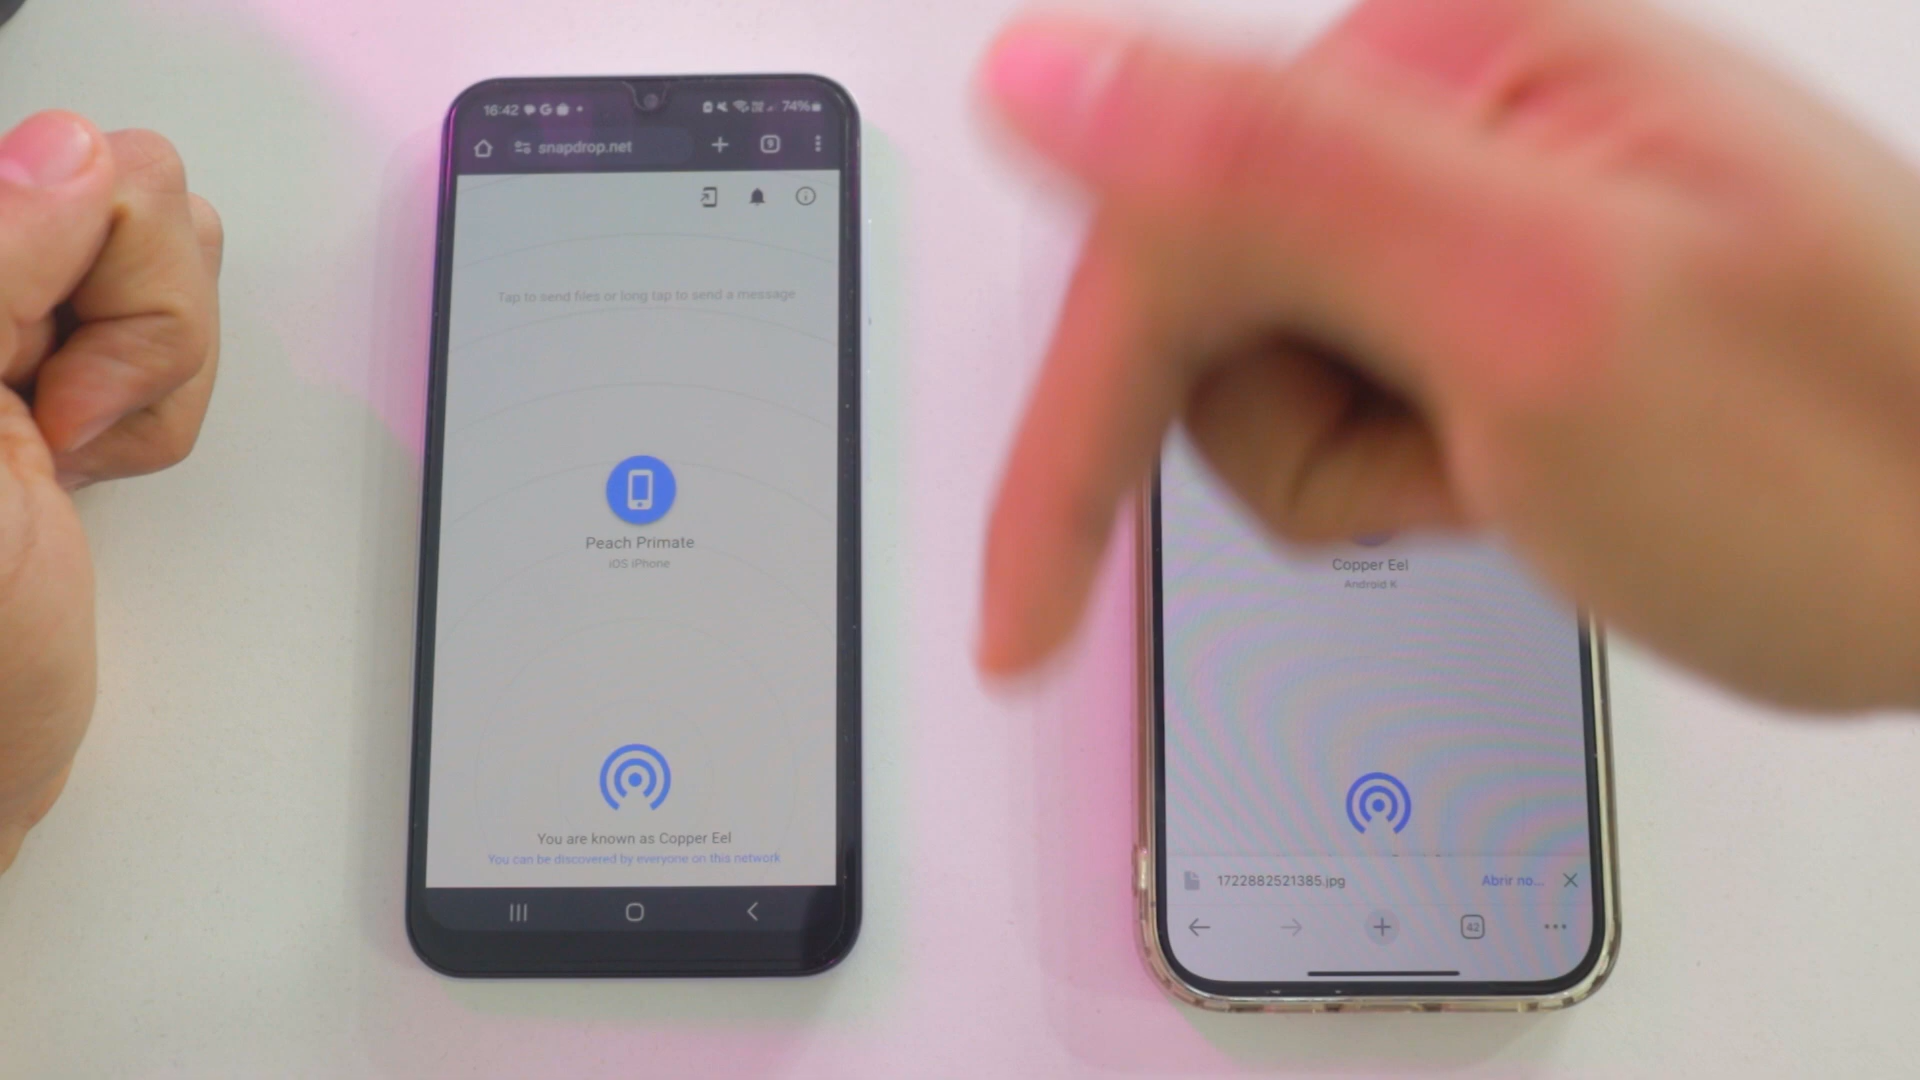 16:42
74%
snapdrop.net
9
Tap to send files or long tap to send a message
Peach Primate
iOS iPhone
You are known as Copper Eel
You can be discovered by everyone on this network
Copper Eel
Android K
1722882521385.jpg
Abrir no...
42